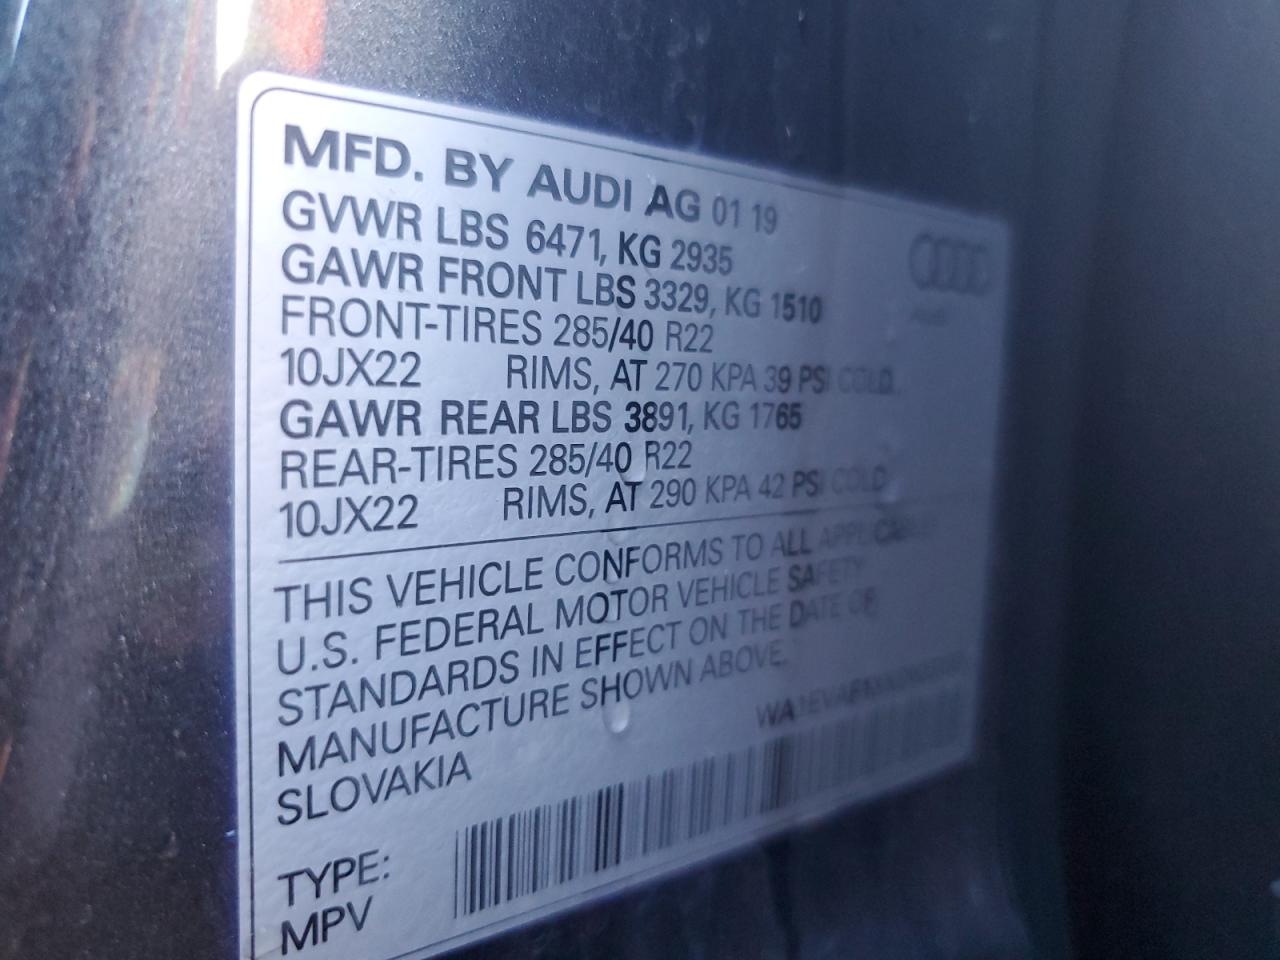 MFD. BY AUDI AG 01 19
GVWR LBS 6471, KG 2935
GAWR FRONT LBS 3329, KG 1510
FRONT-TIRES 285/40 R22
10JX22 RIMS, AT 270 KPA 39 PSI COLD.
GAWR REAR LBS 3891, KG 1765
REAR-TIRES 285/40 R22
10JX22 RIMS, AT 290 KPA 42 PSI COLD
THIS VEHICLE CONFORMS TO ALL APPLICABLE
U.S. FEDERAL MOTOR VEHICLE SAFETY
STANDARDS IN EFFECT ON THE DATE OF
MANUFACTURE SHOWN ABOVE.
SLOVAKIA
TYPE:
MPV